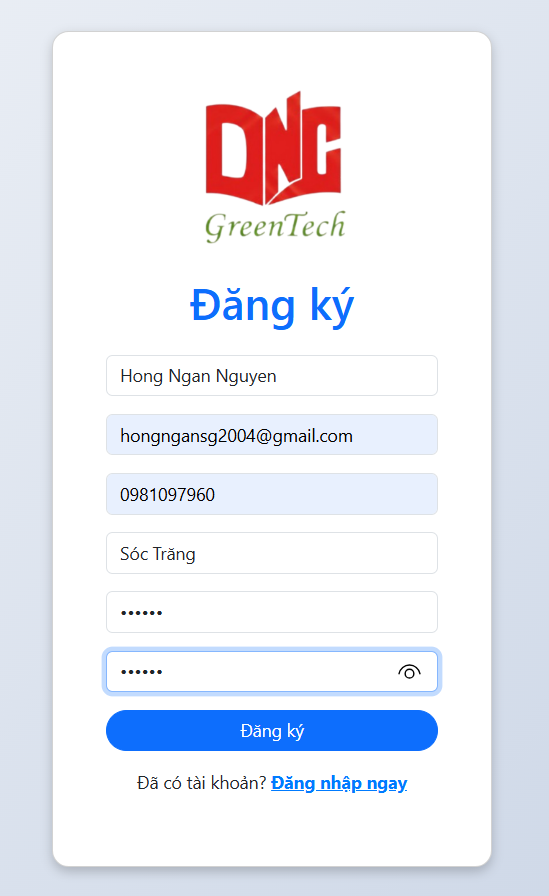 DNC
GreenTech
Đăng ký
Hong Ngan Nguyen
hongngansg2004@gmail.com
0981097960
Sóc Trăng
••••••
••••••
Đăng ký
Đã có tài khoản? Đăng nhập ngay